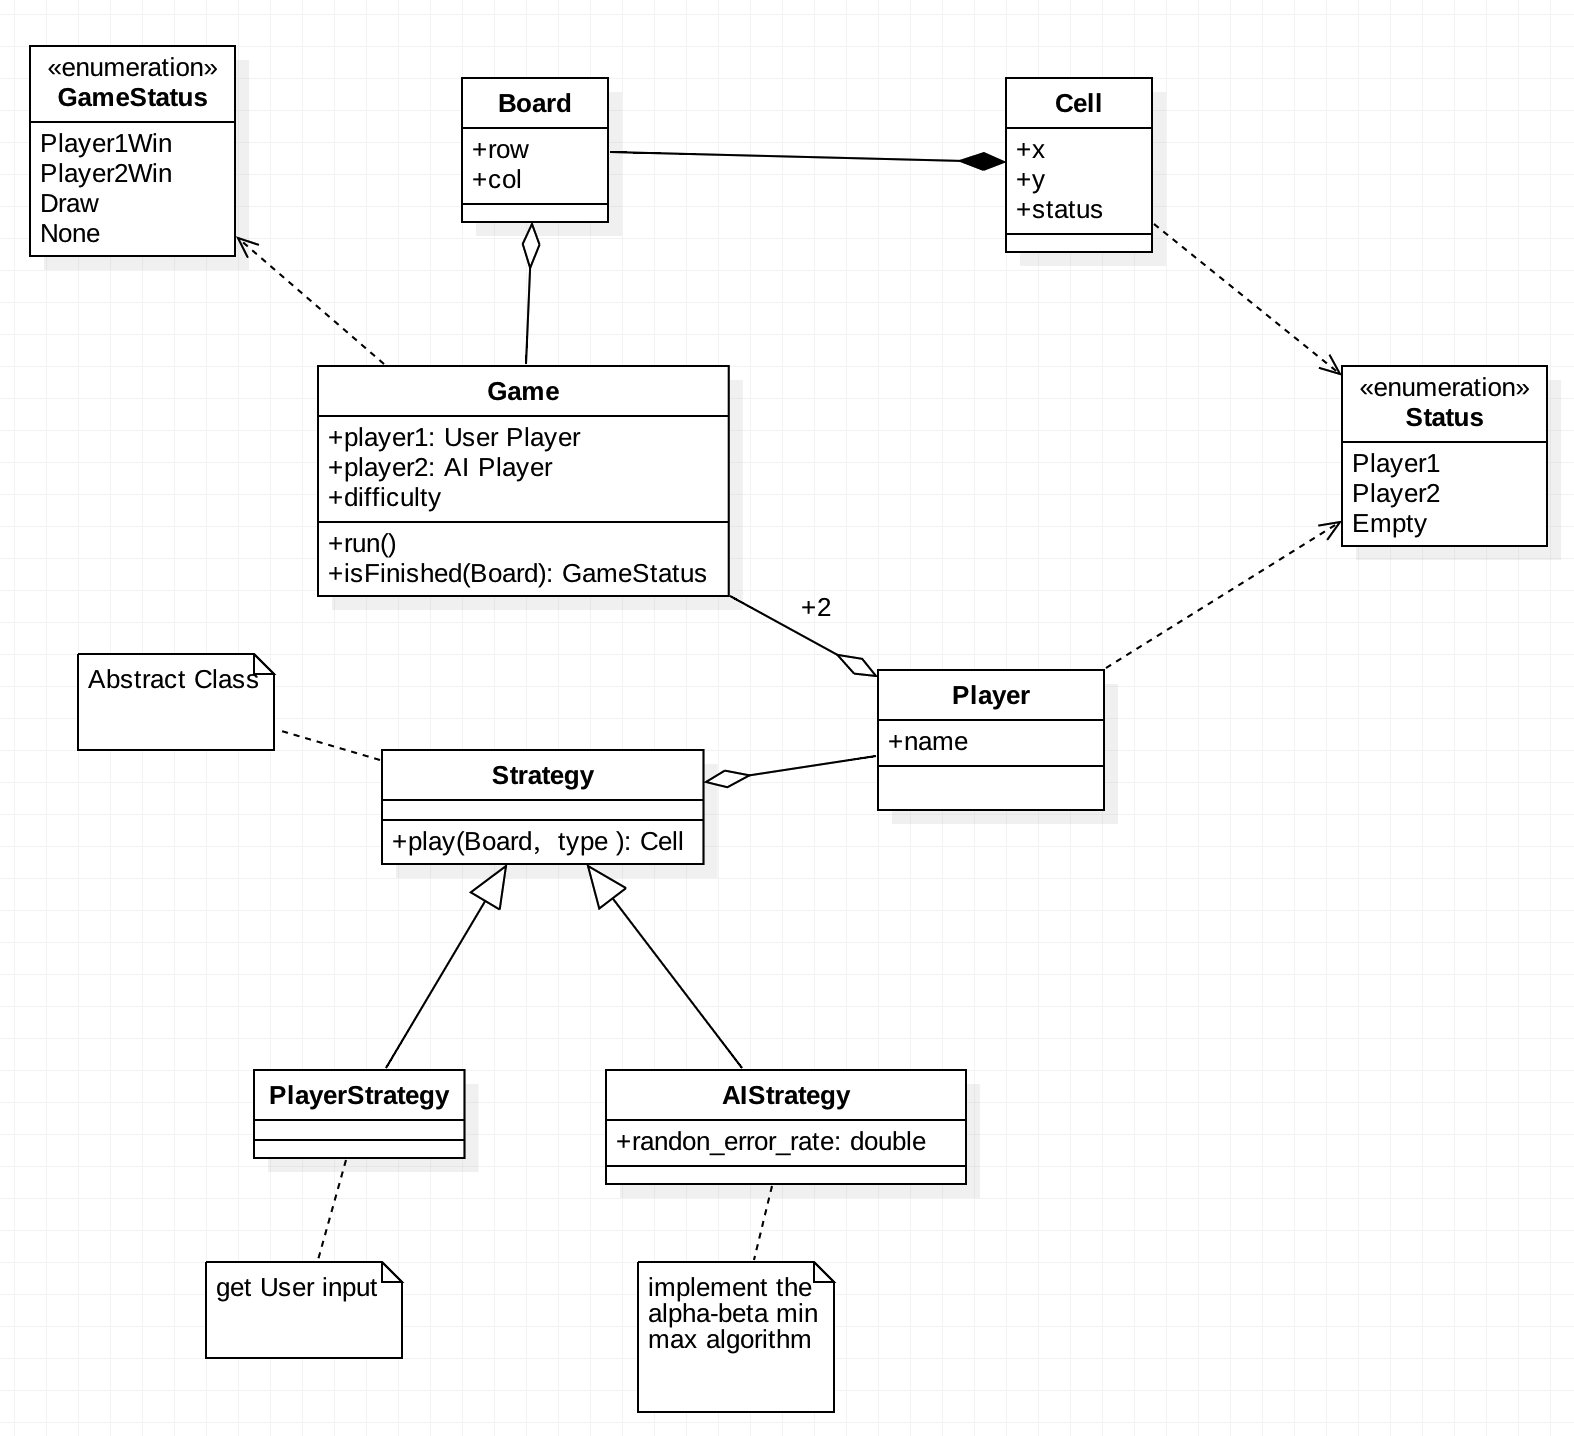 «enumeration»
GameStatus
Player1Win
Player2Win
Draw
None
Board
+row
+col
Cell
+x
+y
+status
Game
+player1: User Player
+player2: AI Player
+difficulty
+run()
+isFinished(Board): GameStatus
«enumeration»
Status
Player1
Player2
Empty
+2
Abstract Class
Player
+name
Strategy
+play(Board,  type ): Cell
PlayerStrategy
AIStrategy
+randon_error_rate: double
get User input
implement the
alpha-beta min
max algorithm